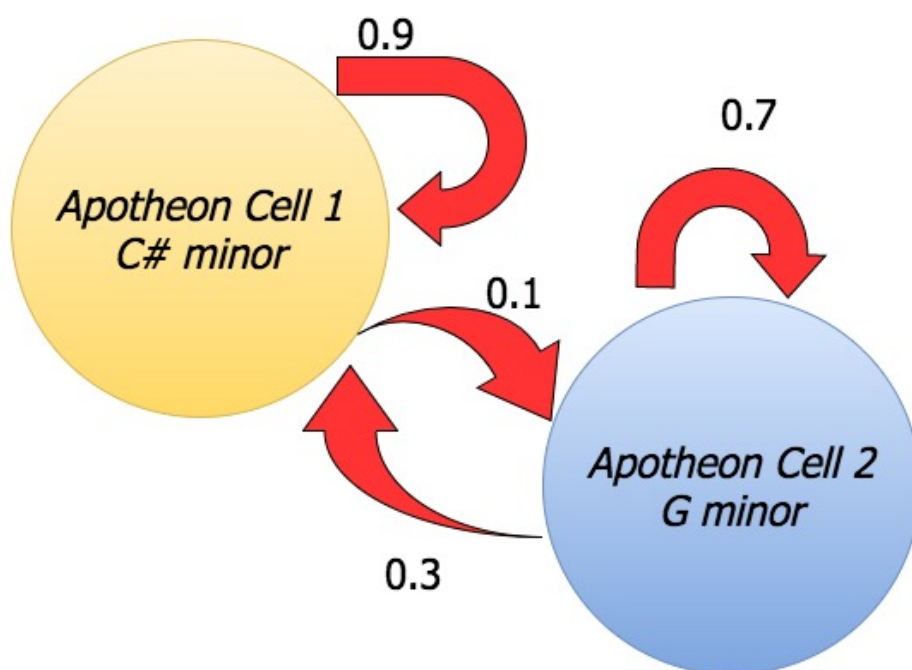 0.9
0.7
Apotheon Cell 1
C# minor
0.1
Apotheon Cell 2
G minor
0.3